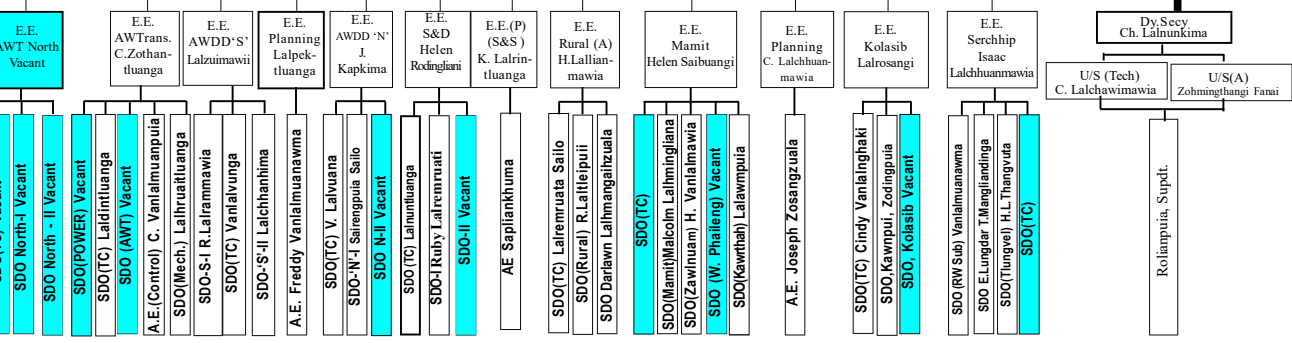 E.E.
AWT North
Vacant
E.E.
AWTrans.
C.Zothan-
tluanga
E.E.
AWDD‘S’
Lalzuimawii
E.E.
Planning
Lalpek-
tluanga
E.E.
AWDD ‘N’
J.
Kapkima
E.E.
S&D
Helen
Rodingliani
E.E.(P)
(S&S )
K. Lalrin-
tluanga
E.E.
Rural (A)
H.Lallian-
mawia
E.E.
Mamit
Helen Saibuangi
E.E.
Planning
C. Lalchhuan-
mawia
E.E.
Kolasib
Lalrosangi
E.E.
Serchhip
Isaac
Lalchhuanmawia
Dy.Secy
Ch. Lalnunkima
U/S (Tech)
C. Lalchawimawia
U/S(A)
Zohmingthangi Fanai
SDO North-I Vacant
SDO North - II Vacant
SDO(POWER) Vacant
SDO(TC) Laldintluanga
SDO (AWT) Vacant
A.E.(Control) C. Vanlalmuanpuia
SDO(Mech.) Lalhruaitluanga
SDO-S-I R.Lalrammawia
SDO(TC) Vanlalvunga
SDO-‘S’-II Lalchhanhima
A.E. Freddy Vanlalmuanawma
SDO(TC) V. Lalvuana
SDO-‘N’-I Sairengpuia Sailo
SDO N-II Vacant
SDO (TC) Lalnuntluanga
SDO-I Ruby Lalremruati
SDO-II Vacant
AE Sapliankhuma
SDO(TC) Lalremruata Sailo
SDO(Rural) R.Laltleipuii
SDO Darlawn Lalhnangaihzuala
SDO(TC)
SDO(Mamit)Malcolm Lalhmingliana
SDO(Zawlnuam) H. Vanlalmawia
SDO (W. Phaileng) Vacant
SDO(Kawrthah) Lalawmpuia
A.E. Joseph Zosangzuala
SDO(TC) Cindy Vanlalnghaki
SDO,Kawnpui, Zodingpuia
SDO, Kolasib Vacant
SDO (RW Sub) Vanlalmuanawma
SDO E.Lungdar T.Mangliandinga
SDO(Tlungvel) H.L.Thangvuta
SDO(TC)
Rolianpuia, Supdt.